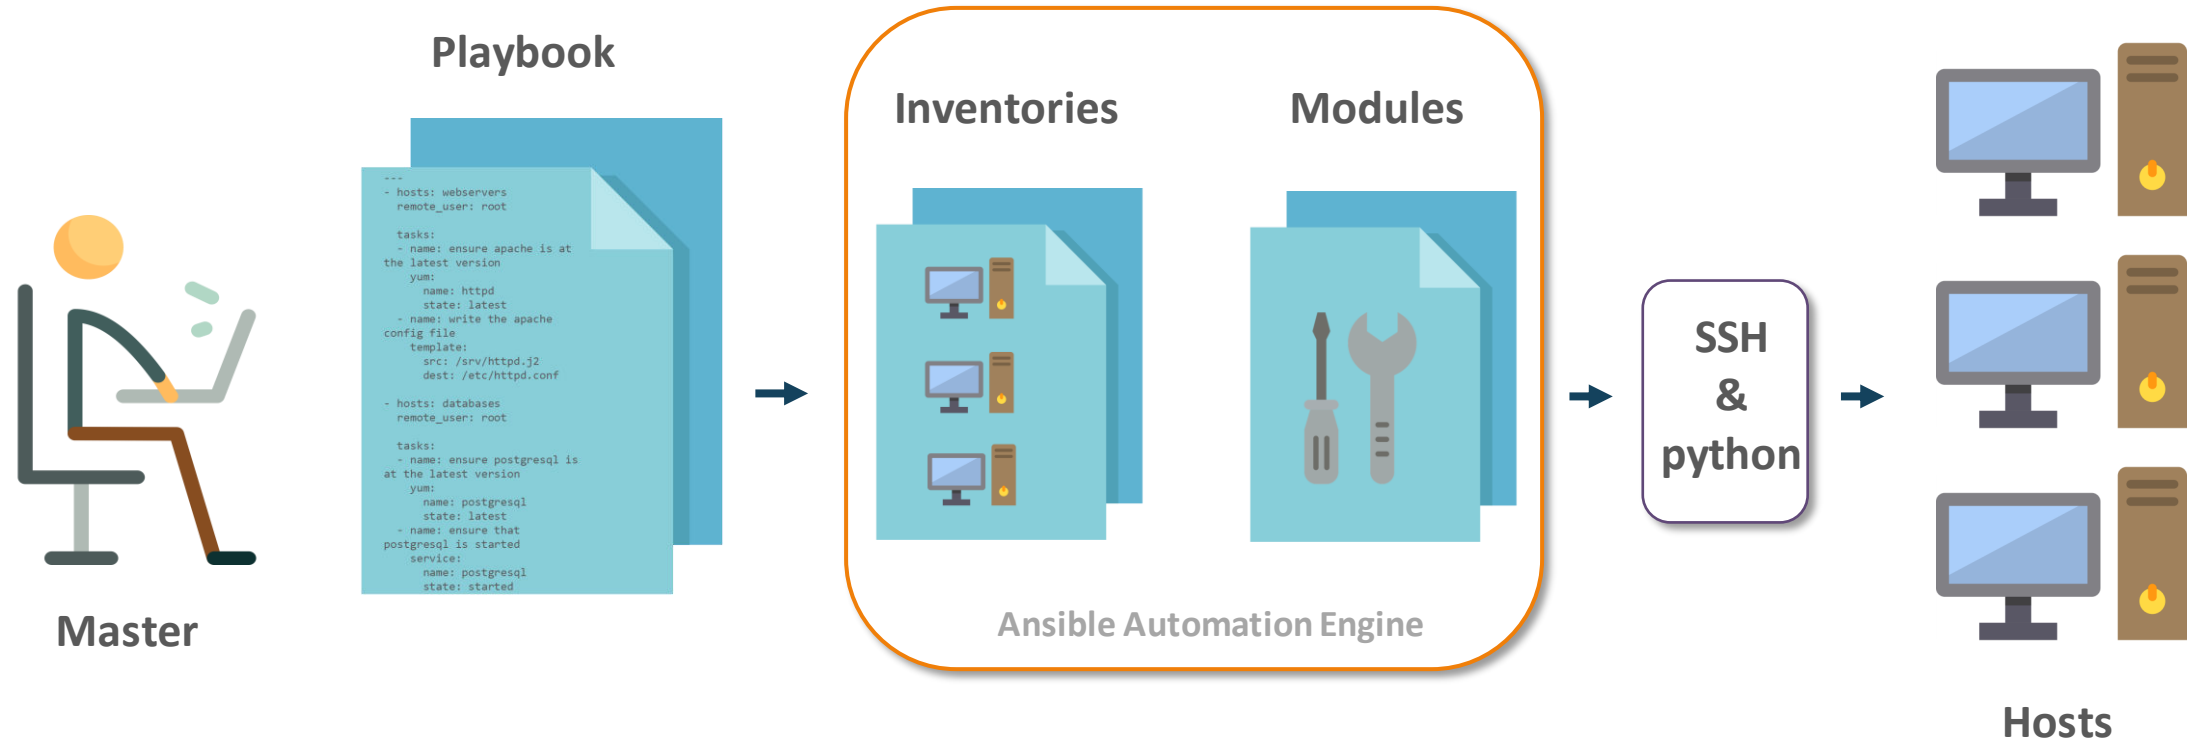 Playbook
---
- hosts: webservers
  remote_user: root
  tasks:
  - name: ensure apache is at
the latest version
    yum:
      name: httpd
      state: latest
  - name: write the apache
config file
    template:
      src: /srv/httpd.j2
      dest: /etc/httpd.conf
- hosts: databases
  remote_user: root
  tasks:
  - name: ensure postgresql is
at the latest version
    yum:
      name: postgresql
      state: latest
  - name: ensure that
postgresql is started
    service:
      name: postgresql
      state: started
Master
Inventories
Modules
Ansible Automation Engine
SSH
&
python
Hosts